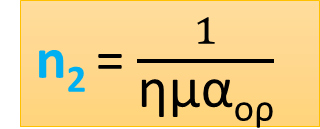 n₂ = 1 / ημα_ορ